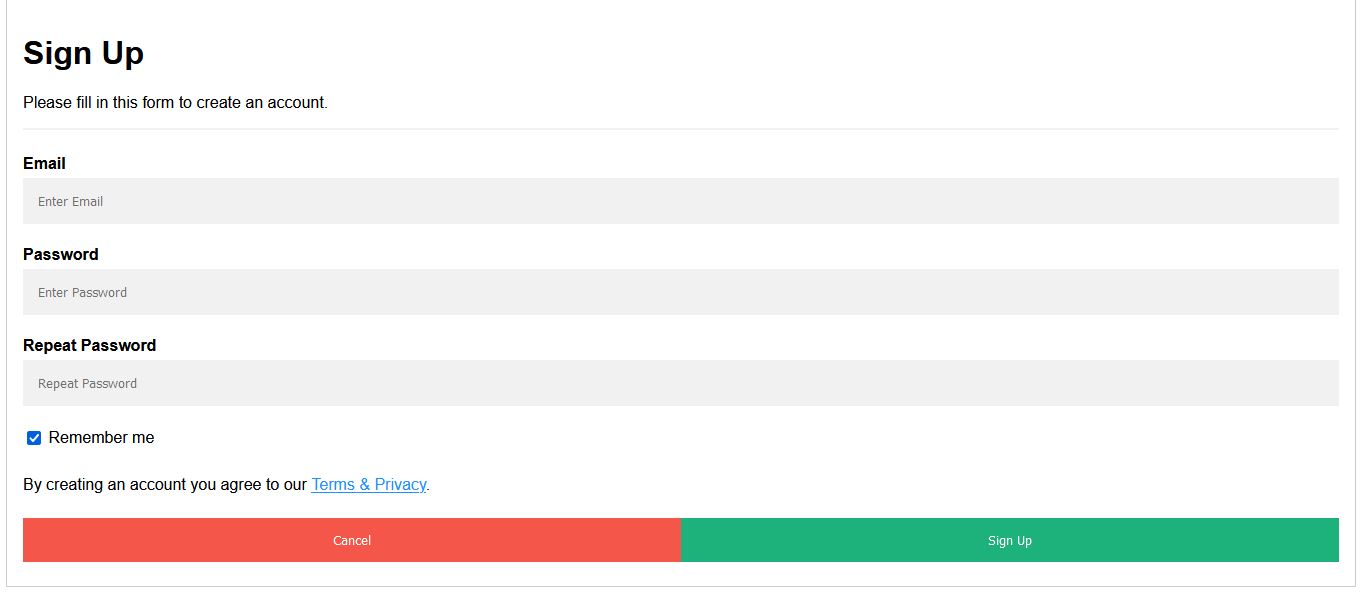 Sign Up
Please fill in this form to create an account.
Email
Enter Email
Password
Enter Password
Repeat Password
Repeat Password
Remember me
By creating an account you agree to our Terms & Privacy.
Cancel
Sign Up